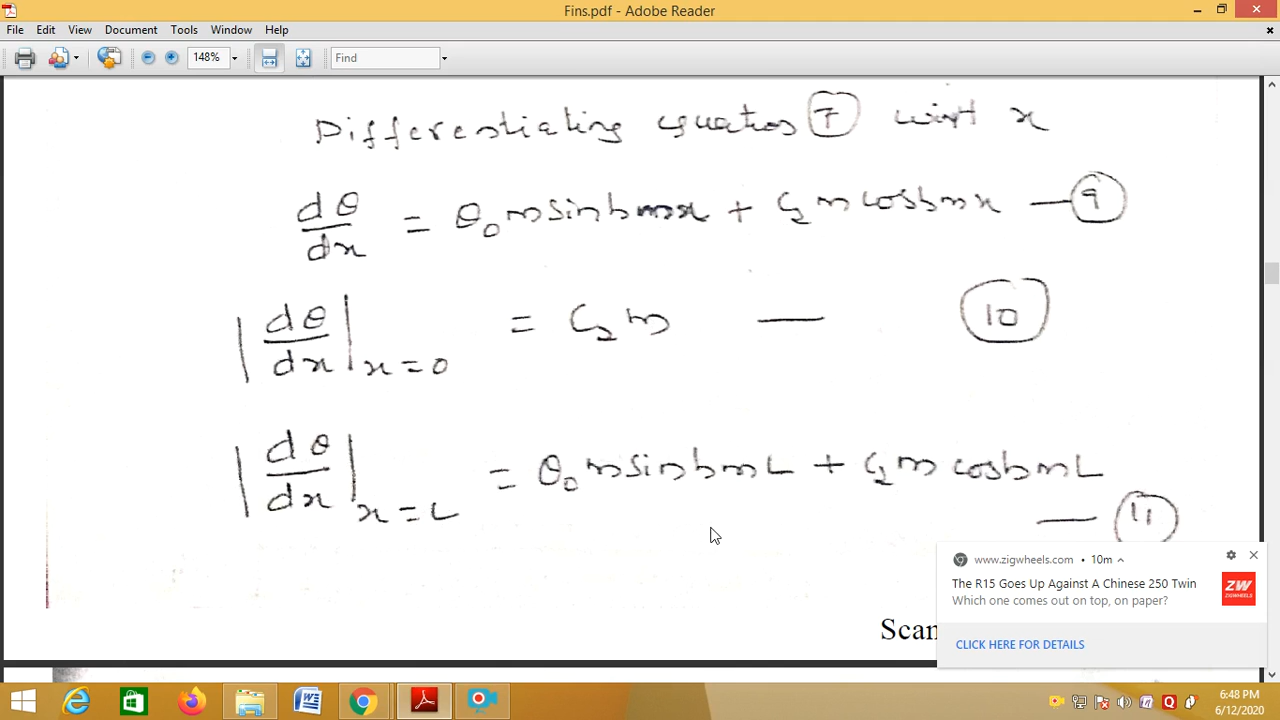 Fins.pdf - Adobe Reader
File Edit View Document Tools Window Help
148% Find
Differentiating equation 7 w.r.t x
dθ/dx = θ₀ m sinh mx + C₂ m cosh mx — 9
|dθ/dx| x=0 = C₂ m — 10
|dθ/dx| x=L = θ₀ m sinh mL + C₂ m cosh mL
— 11
www.zigwheels.com • 10m
The R15 Goes Up Against A Chinese 250 Twin
Which one comes out on top, on paper?
ZW
ZIGWHEELS
CLICK HERE FOR DETAILS
Scan
6:48 PM
6/12/2020